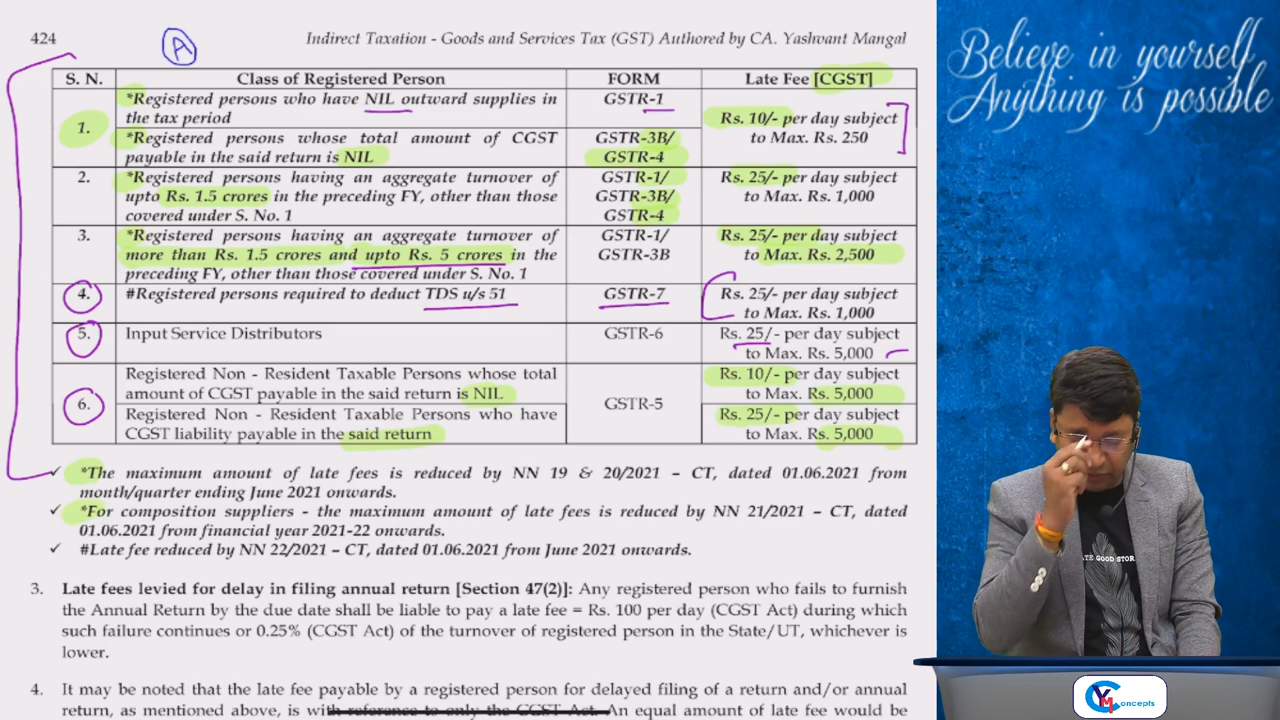 424
A
Indirect Taxation - Goods and Services Tax (GST) Authored by CA. Yashvant Mangal
S. N. Class of Registered Person FORM Late Fee [CGST]
1.
*Registered persons who have NIL outward supplies in
the tax period
GSTR-1
*Registered persons whose total amount of CGST
payable in the said return is NIL
GSTR-3B/
GSTR-4
Rs. 10/- per day subject
to Max. Rs. 250
2.
*Registered persons having an aggregate turnover of
upto Rs. 1.5 crores in the preceding FY, other than those
covered under S. No. 1
GSTR-1/
GSTR-3B/
GSTR-4
Rs. 25/- per day subject
to Max. Rs. 1,000
3.
*Registered persons having an aggregate turnover of
more than Rs. 1.5 crores and upto Rs. 5 crores in the
preceding FY, other than those covered under S. No. 1
GSTR-1/
GSTR-3B
Rs. 25/- per day subject
to Max. Rs. 2,500
4.
#Registered persons required to deduct TDS u/s 51
GSTR-7
Rs. 25/- per day subject
to Max. Rs. 1,000
5.
Input Service Distributors
GSTR-6
Rs. 25/- per day subject
to Max. Rs. 5,000
6.
Registered Non - Resident Taxable Persons whose total
amount of CGST payable in the said return is NIL
GSTR-5
Rs. 10/- per day subject
to Max. Rs. 5,000
Registered Non - Resident Taxable Persons who have
CGST liability payable in the said return
Rs. 25/- per day subject
to Max. Rs. 5,000
✓ *The maximum amount of late fees is reduced by NN 19 & 20/2021 – CT, dated 01.06.2021 from
month/quarter ending June 2021 onwards.
✓ *For composition suppliers - the maximum amount of late fees is reduced by NN 21/2021 – CT, dated
01.06.2021 from financial year 2021-22 onwards.
✓ #Late fee reduced by NN 22/2021 – CT, dated 01.06.2021 from June 2021 onwards.
3. Late fees levied for delay in filing annual return [Section 47(2)]: Any registered person who fails to furnish
the Annual Return by the due date shall be liable to pay a late fee = Rs. 100 per day (CGST Act) during which
such failure continues or 0.25% (CGST Act) of the turnover of registered person in the State/UT, whichever is
lower.
4. It may be noted that the late fee payable by a registered person for delayed filing of a return and/or annual
return, as mentioned above, is with reference to only the CGST Act. An equal amount of late fee would be
Believe in yourself
Anything is possible
ATE GOOD STOR
YM
Concepts